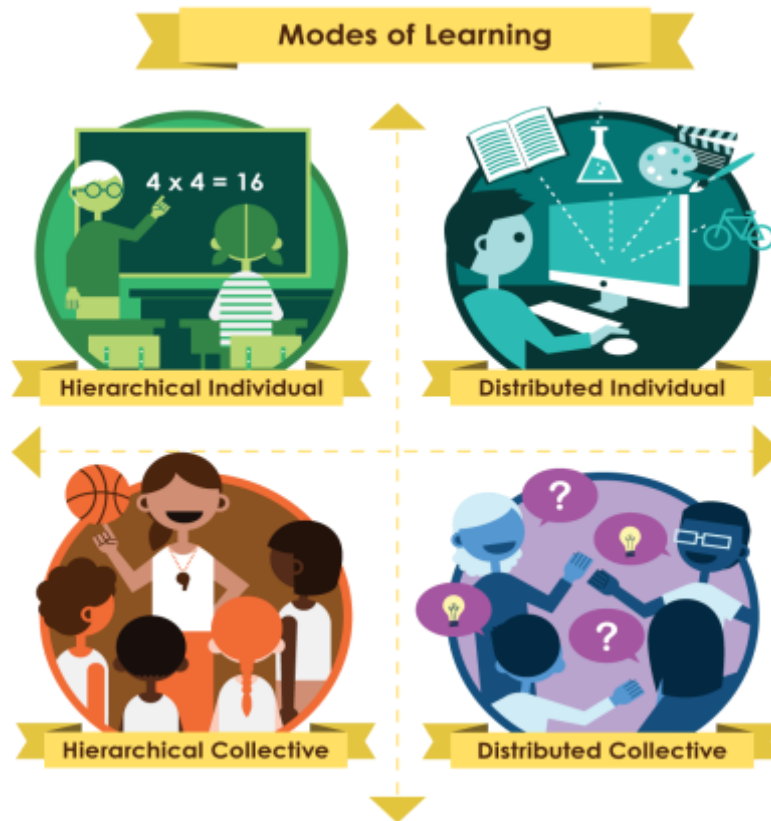 Modes of Learning
4 x 4 = 16
Hierarchical Individual
Distributed Individual
?
?
Hierarchical Collective
Distributed Collective